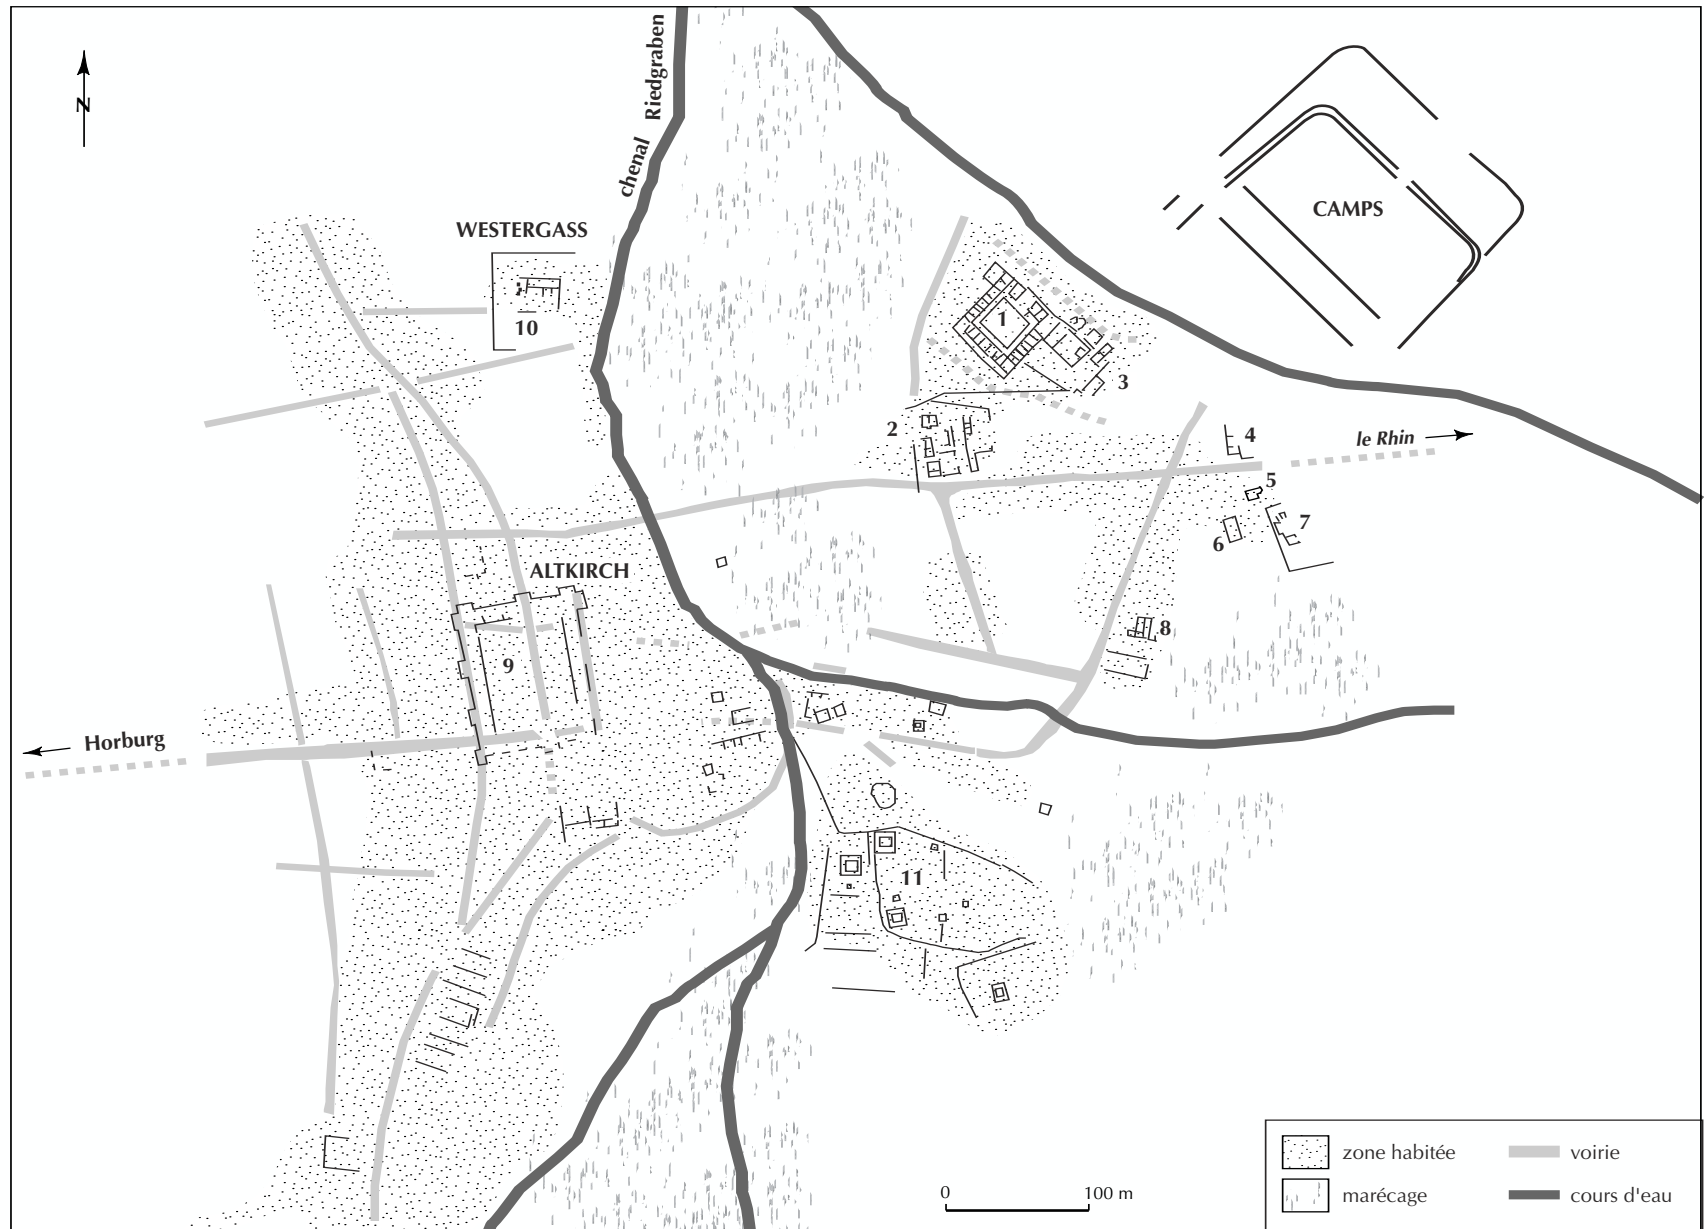 N
chenal Riedgraben
WESTERGASS
10
CAMPS
1
3
2
4
le Rhin
5
7
6
ALTKIRCH
8
9
Horburg
11
0 100 m
zone habitée
voirie
marécage
cours d'eau